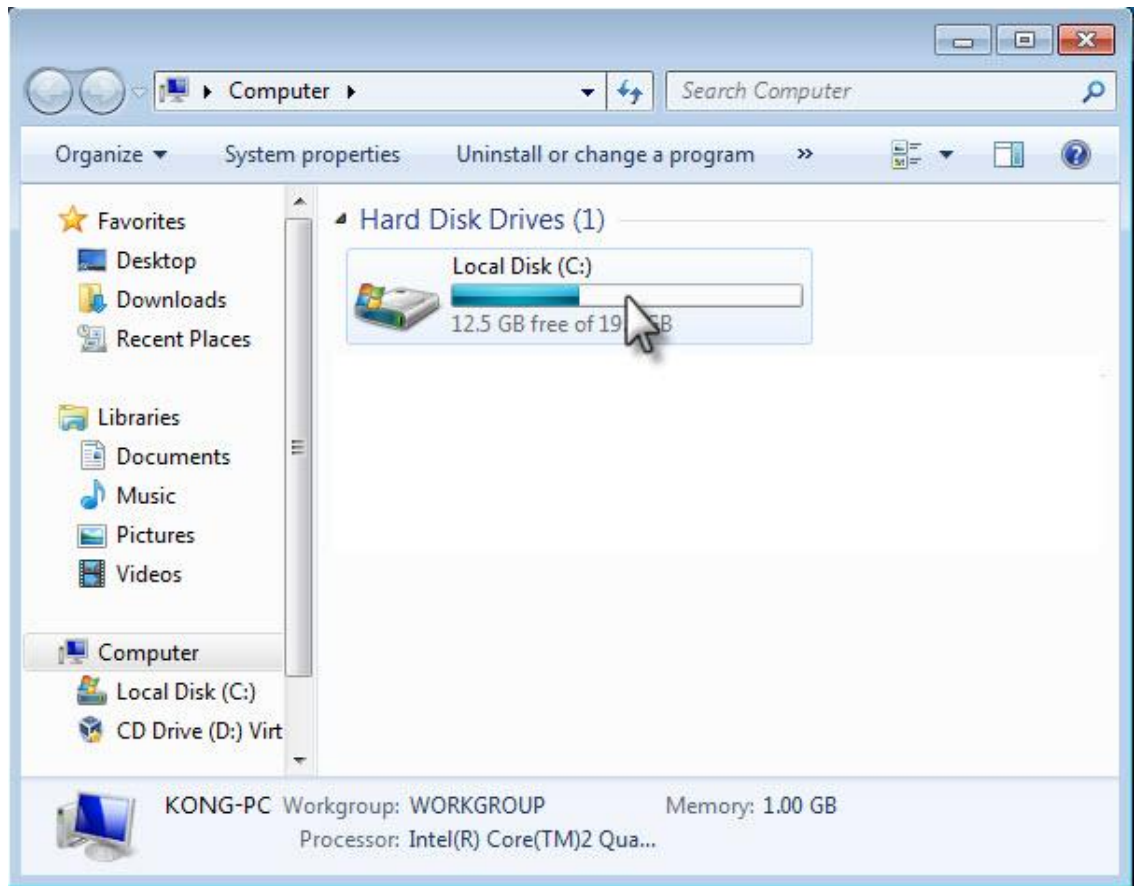 Computer
Search Computer
Organize System properties Uninstall or change a program »
Favorites
Desktop
Downloads
Recent Places
Libraries
Documents
Music
Pictures
Videos
Computer
Local Disk (C:)
CD Drive (D:) Virt
Hard Disk Drives (1)
Local Disk (C:)
12.5 GB free of
KONG-PC Workgroup: WORKGROUP Memory: 1.00 GB
Processor: Intel(R) Core(TM)2 Qua...